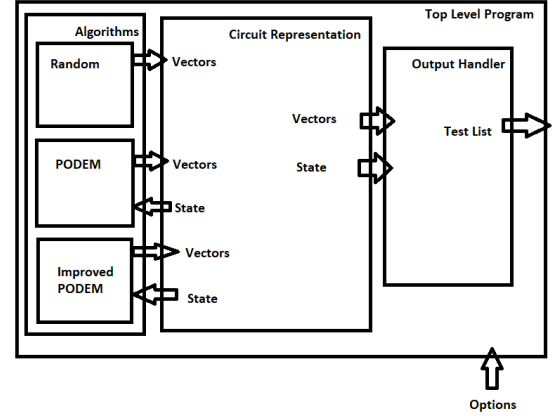 Top Level Program
Algorithms
Circuit Representation
Random
Vectors
Output Handler
Vectors
Test List
PODEM
Vectors
State
State
Vectors
Improved
PODEM
State
Options